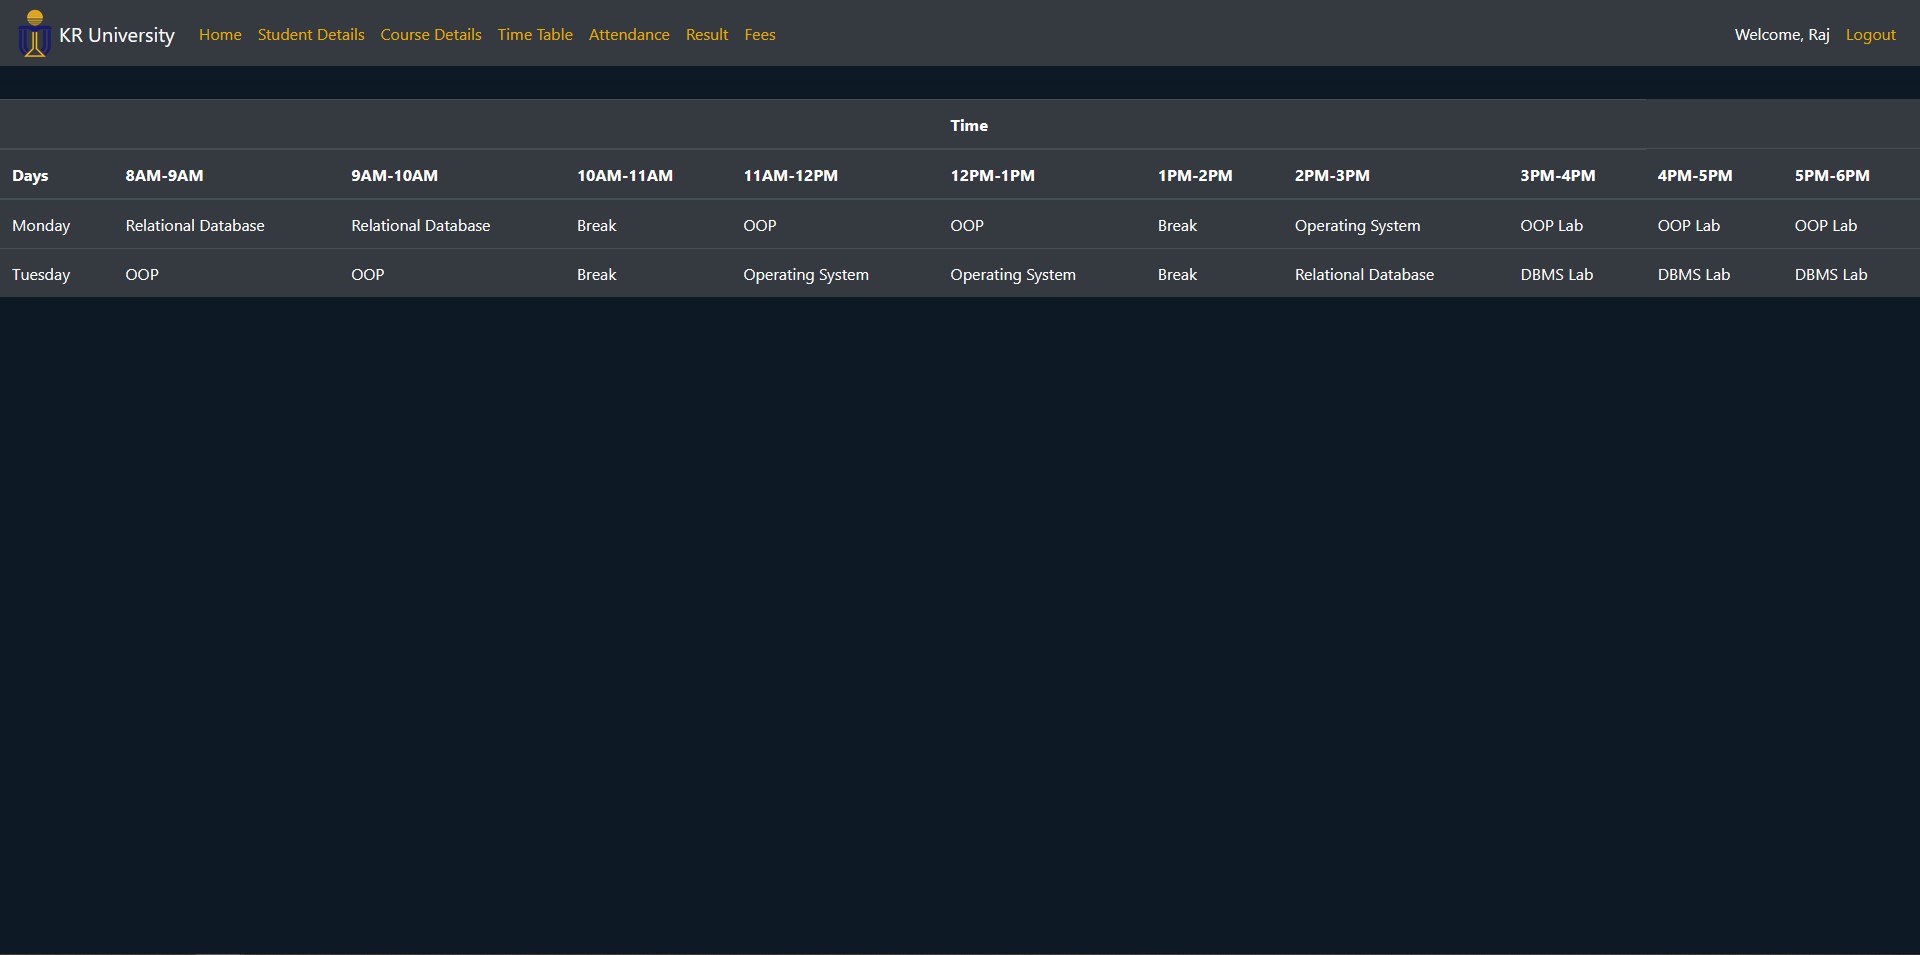 KR University Home Student Details Course Details Time Table Attendance Result Fees Welcome, Raj Logout
Time
Days 8AM-9AM 9AM-10AM 10AM-11AM 11AM-12PM 12PM-1PM 1PM-2PM 2PM-3PM 3PM-4PM 4PM-5PM 5PM-6PM
Monday Relational Database Relational Database Break OOP OOP Break Operating System OOP Lab OOP Lab OOP Lab
Tuesday OOP OOP Break Operating System Operating System Break Relational Database DBMS Lab DBMS Lab DBMS Lab